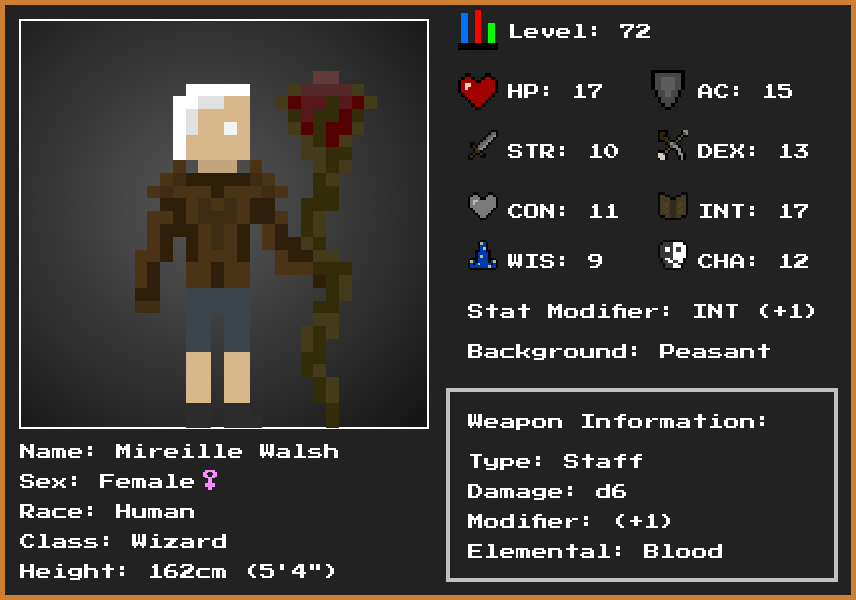 Level: 72
HP: 17
AC: 15
STR: 10
DEX: 13
CON: 11
INT: 17
WIS: 9
CHA: 12
Stat Modifier: INT (+1)
Background: Peasant
Weapon Information:
Type: Staff
Damage: d6
Modifier: (+1)
Elemental: Blood
Name: Mireille Walsh
Sex: Female♀
Race: Human
Class: Wizard
Height: 162cm (5'4")